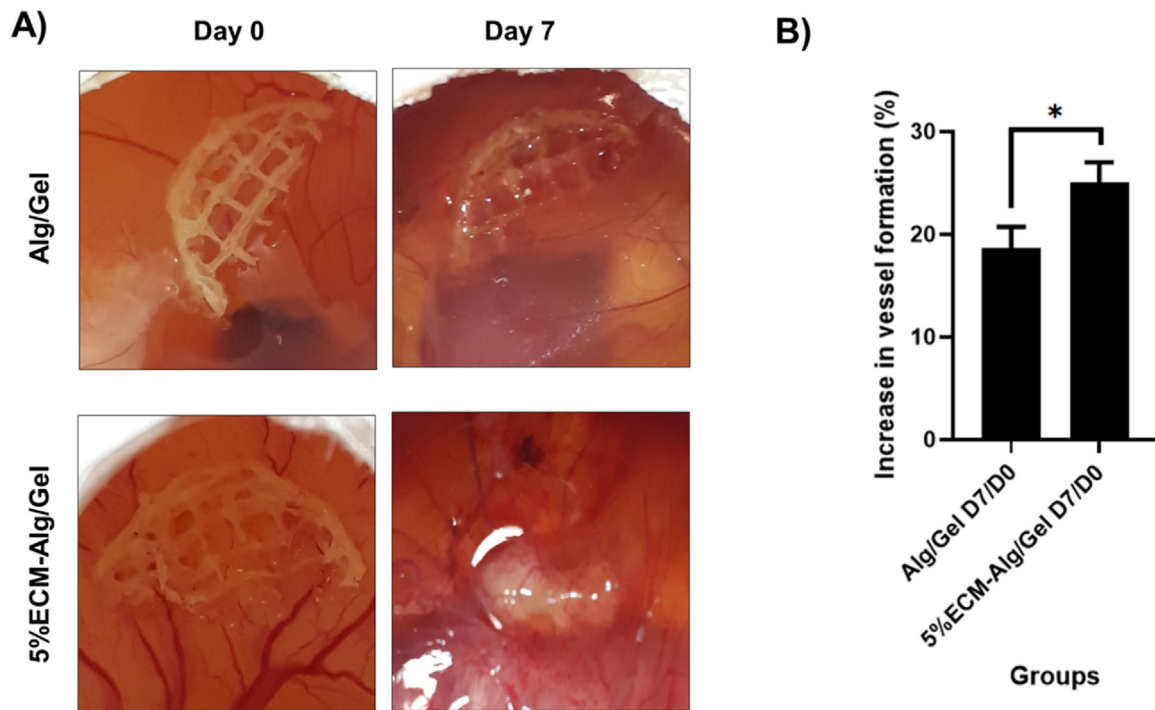 A)
Day 0
Day 7
Alg/Gel
5%ECM-Alg/Gel
B)
Increase in vessel formation (%)
30
20
10
0
*
Alg/Gel D7/D0
5%ECM-Alg/Gel D7/D0
Groups